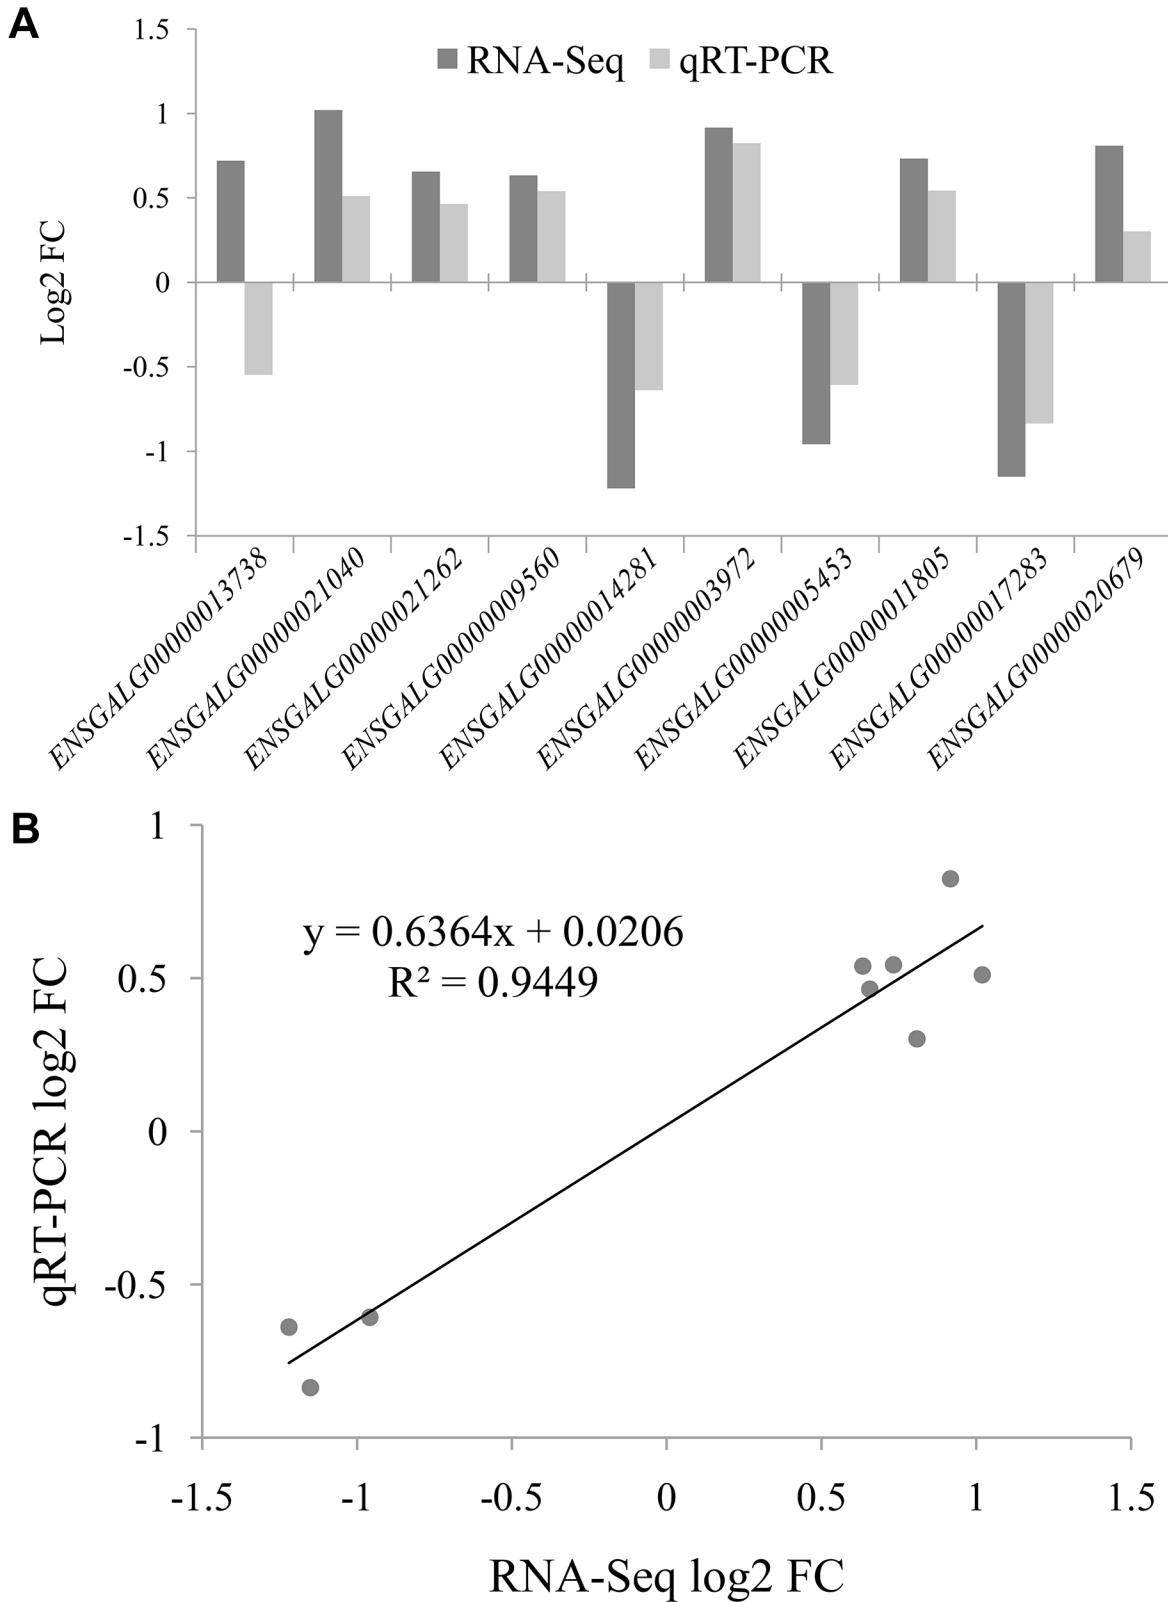 A
1.5
1
0.5
0
-0.5
-1
-1.5
Log2 FC
RNA-Seq qRT-PCR
ENSGALG00000013738
ENSGALG00000021040
ENSGALG00000021262
ENSGALG00000009560
ENSGALG00000014281
ENSGALG00000003972
ENSGALG00000005453
ENSGALG00000011805
ENSGALG00000017283
ENSGALG00000020679
B
1
0.5
0
-0.5
-1
qRT-PCR log2 FC
y = 0.6364x + 0.0206
R² = 0.9449
-1.5 -1 -0.5 0 0.5 1 1.5
RNA-Seq log2 FC